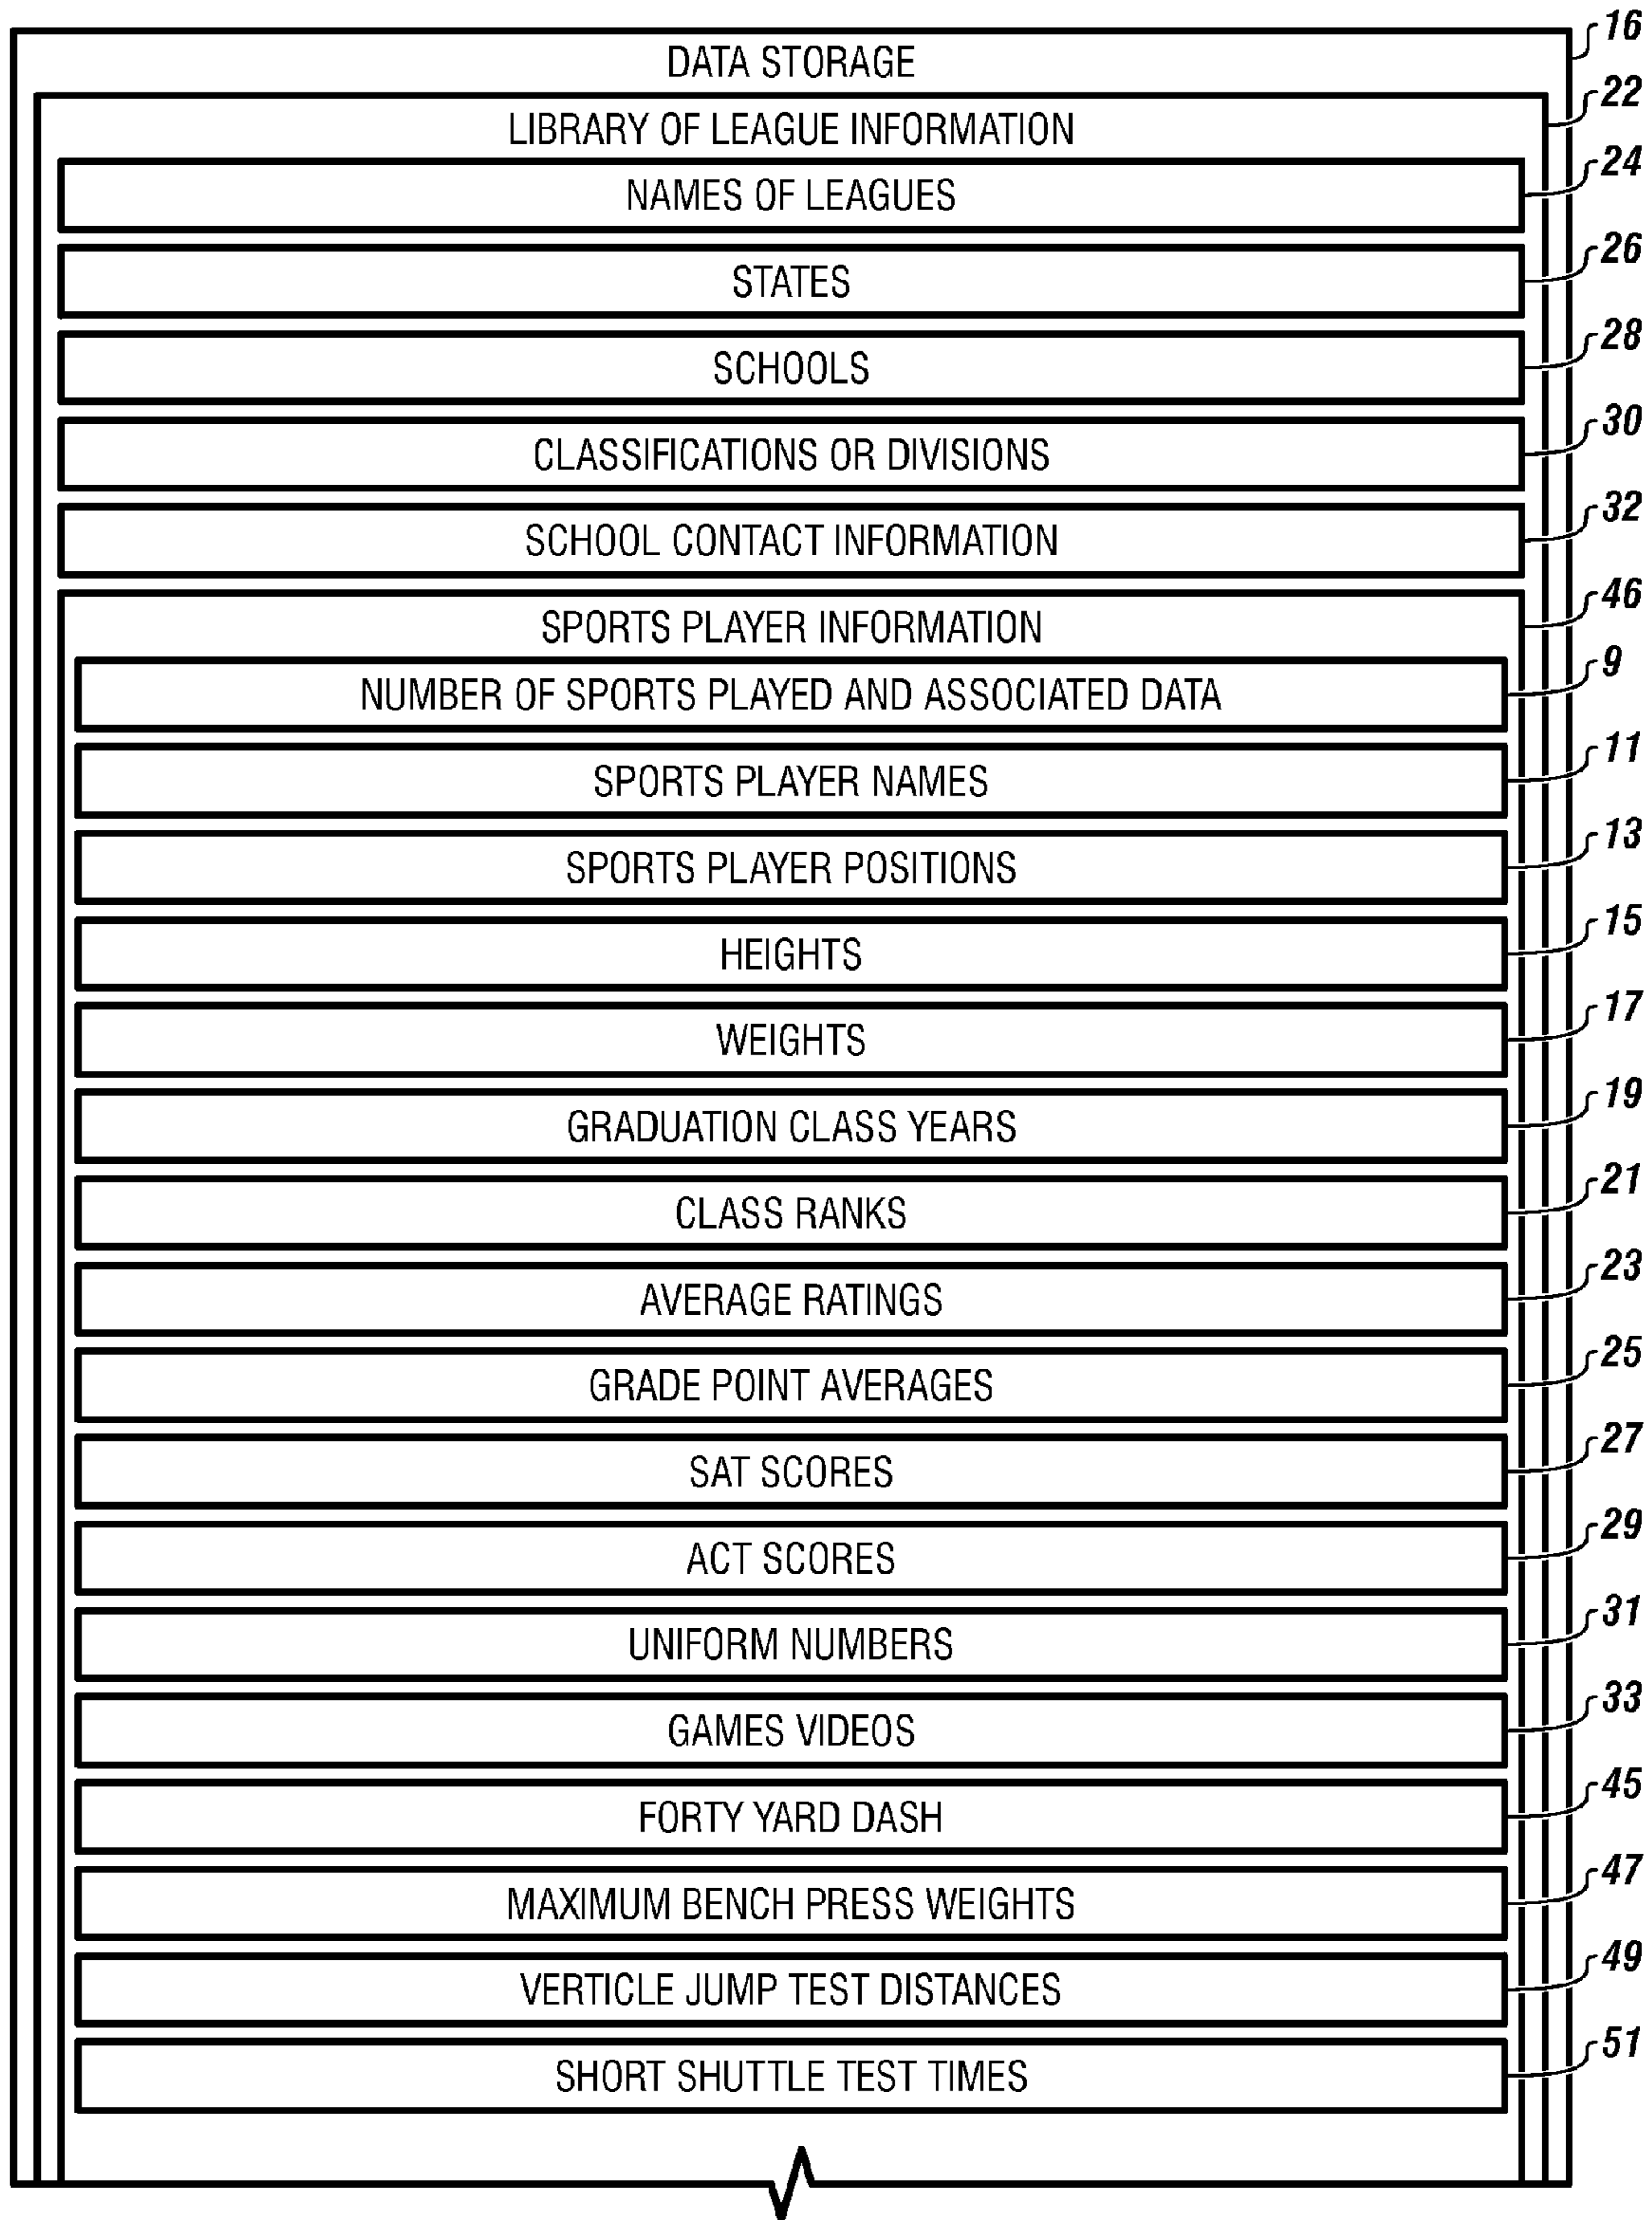 16
DATA STORAGE
22
LIBRARY OF LEAGUE INFORMATION
24
NAMES OF LEAGUES
26
STATES
28
SCHOOLS
30
CLASSIFICATIONS OR DIVISIONS
32
SCHOOL CONTACT INFORMATION
46
SPORTS PLAYER INFORMATION
9
NUMBER OF SPORTS PLAYED AND ASSOCIATED DATA
11
SPORTS PLAYER NAMES
13
SPORTS PLAYER POSITIONS
15
HEIGHTS
17
WEIGHTS
19
GRADUATION CLASS YEARS
21
CLASS RANKS
23
AVERAGE RATINGS
25
GRADE POINT AVERAGES
27
SAT SCORES
29
ACT SCORES
31
UNIFORM NUMBERS
33
GAMES VIDEOS
45
FORTY YARD DASH
47
MAXIMUM BENCH PRESS WEIGHTS
49
VERTICLE JUMP TEST DISTANCES
51
SHORT SHUTTLE TEST TIMES